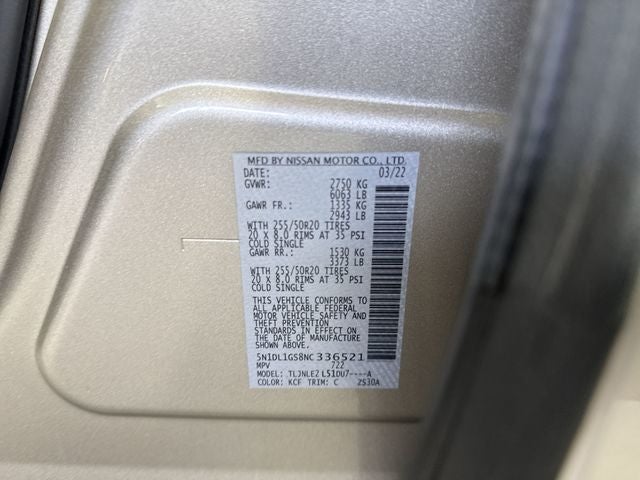 MFD BY NISSAN MOTOR CO., LTD.
DATE: 03/22
GVWR: 2750 KG
6063 LB
GAWR FR.: 1335 KG
2943 LB
WITH 255/50R20 TIRES
20 X 8.0 RIMS AT 35 PSI
COLD SINGLE
GAWR RR.: 1530 KG
3373 LB
WITH 255/50R20 TIRES
20 X 8.0 RIMS AT 35 PSI
COLD SINGLE
THIS VEHICLE CONFORMS TO
ALL APPLICABLE FEDERAL
MOTOR VEHICLE SAFETY AND
THEFT PREVENTION
STANDARDS IN EFFECT ON
THE DATE OF MANUFACTURE
5N1DL1GS8NC336521
MPV 722
MODEL: TLJNLEZ L51DU7----A
COLOR: KCF TRIM: C 2S30A